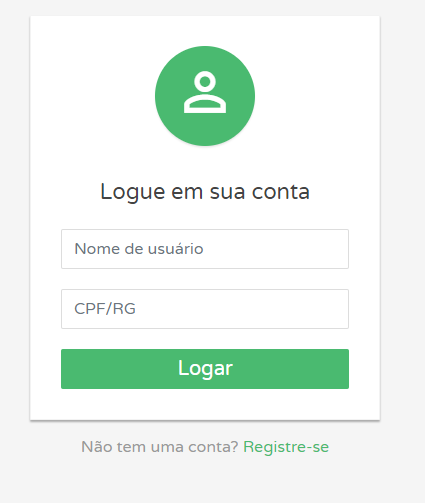 Logue em sua conta
Nome de usuário
CPF/RG
Logar
Não tem uma conta? Registre-se